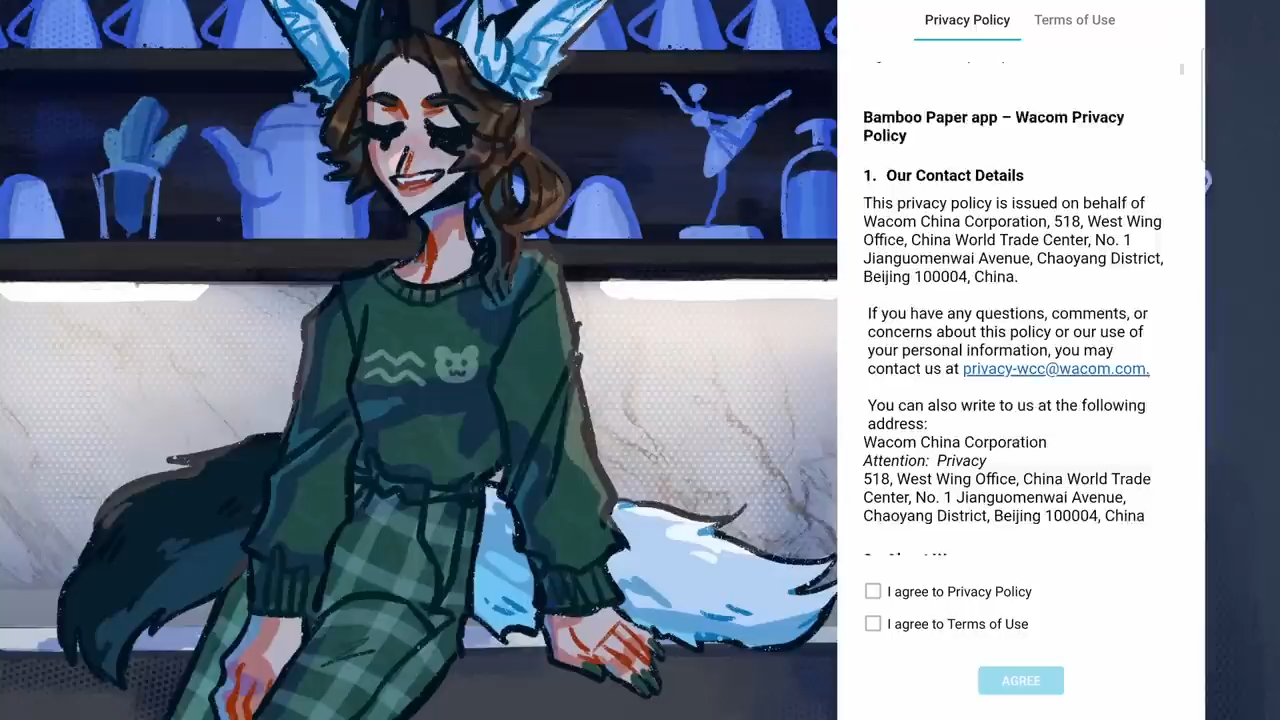 Privacy Policy Terms of Use
Bamboo Paper app – Wacom Privacy
Policy
1. Our Contact Details
This privacy policy is issued on behalf of
Wacom China Corporation, 518, West Wing
Office, China World Trade Center, No. 1
Jianguomenwai Avenue, Chaoyang District,
Beijing 100004, China.
If you have any questions, comments, or
concerns about this policy or our use of
your personal information, you may
contact us at privacy-wcc@wacom.com.
You can also write to us at the following
address:
Wacom China Corporation
Attention: Privacy
518, West Wing Office, China World Trade
Center, No. 1 Jianguomenwai Avenue,
Chaoyang District, Beijing 100004, China
I agree to Privacy Policy
I agree to Terms of Use
AGREE